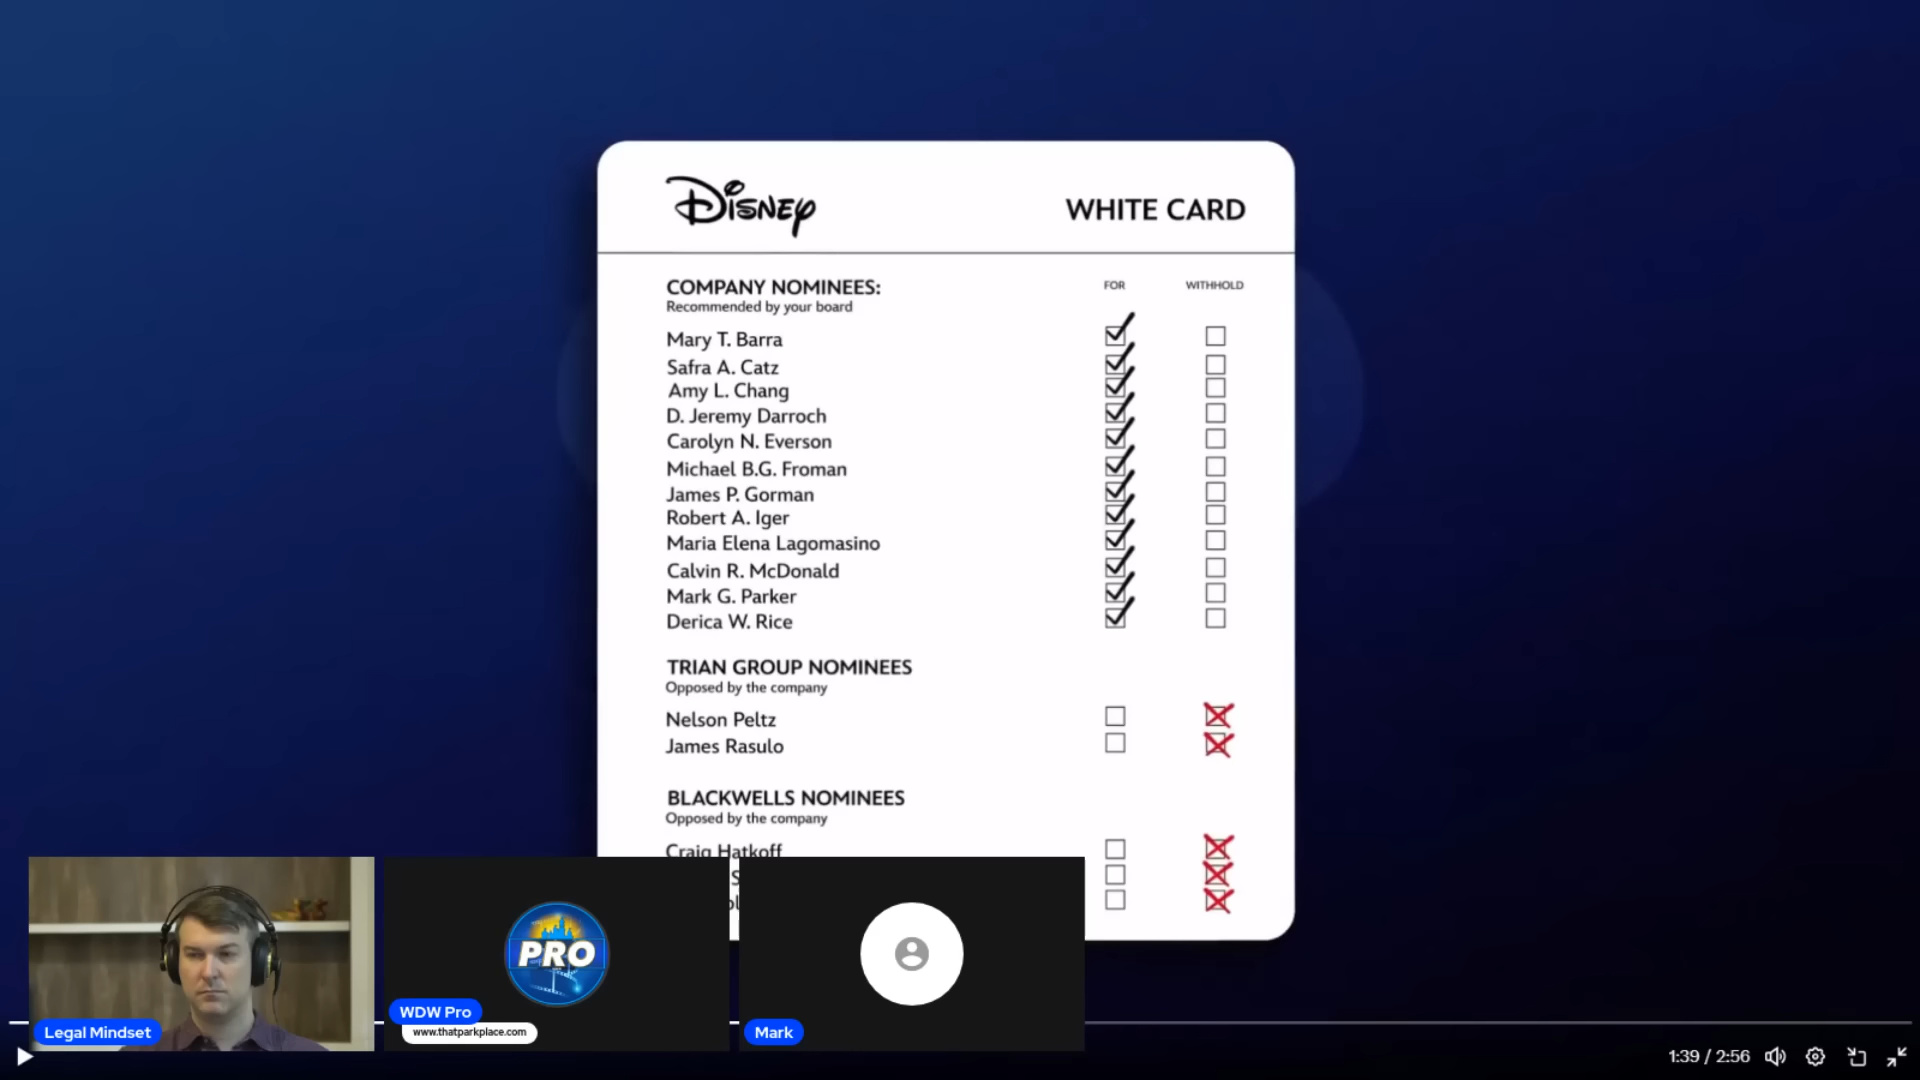 Disney
WHITE CARD
COMPANY NOMINEES:
FOR
WITHHOLD
Recommended by your board
Mary T. Barra
Safra A. Catz
Amy L. Chang
D. Jeremy Darroch
Carolyn N. Everson
Michael B.G. Froman
James P. Gorman
Robert A. Iger
Maria Elena Lagomasino
Calvin R. McDonald
Mark G. Parker
Derica W. Rice
TRIAN GROUP NOMINEES
Opposed by the company
Nelson Peltz
James Rasulo
BLACKWELLS NOMINEES
Opposed by the company
Craig Hatkoff
PRO
WDW Pro
www.thatparkplace.com
Legal Mindset
Mark
1:39 / 2:56